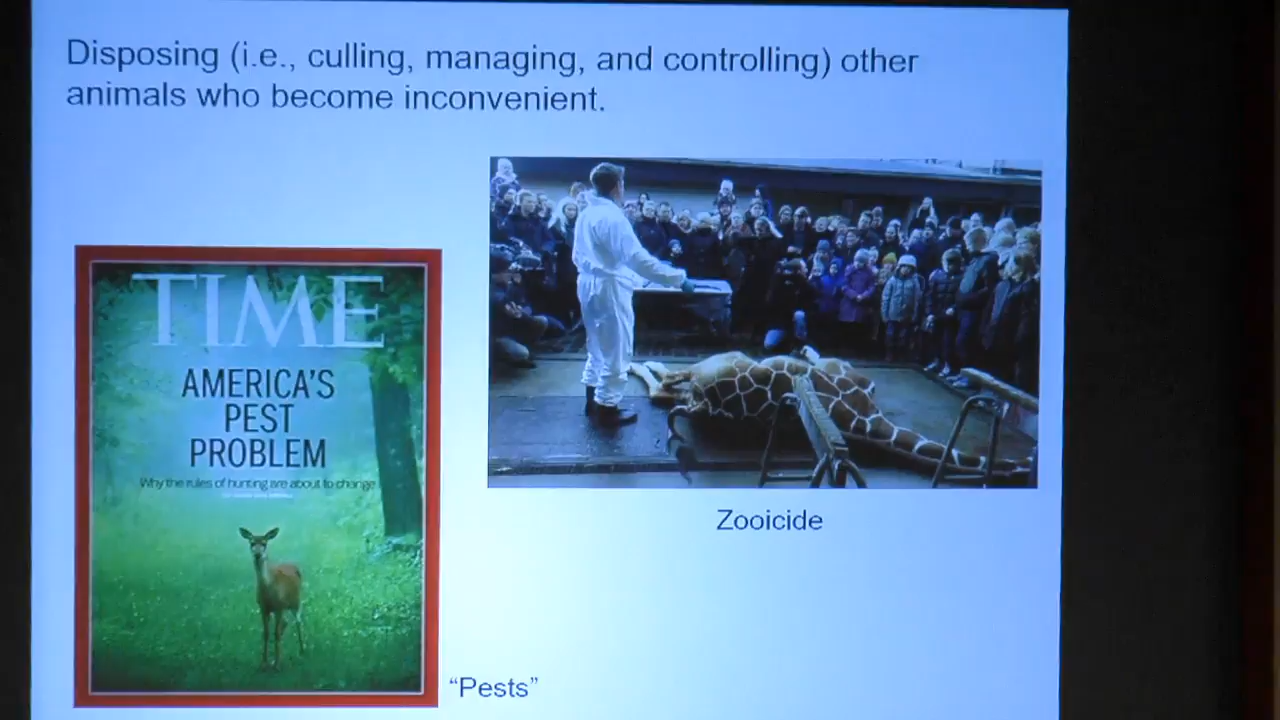 Disposing (i.e., culling, managing, and controlling) other
animals who become inconvenient.
TIME
AMERICA'S
PEST
PROBLEM
Why the rules of hunting are about to change
Zooicide
“Pests”